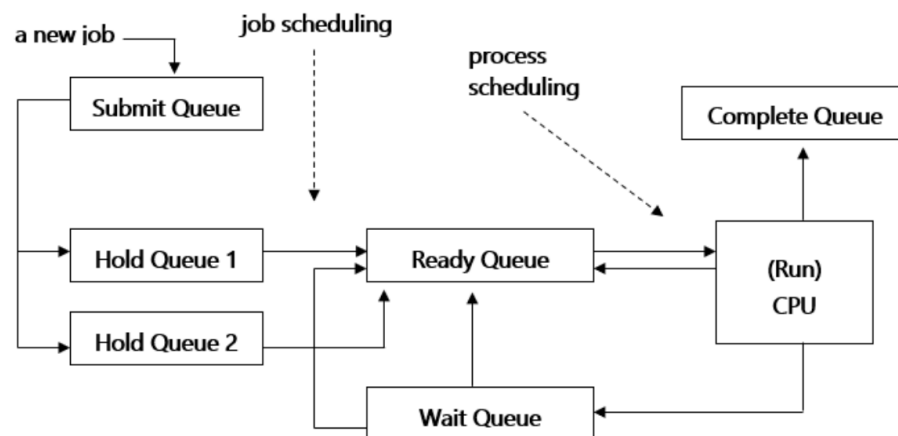 a new job
job scheduling
process
scheduling
Submit Queue
Complete Queue
Hold Queue 1
Ready Queue
(Run)
CPU
Hold Queue 2
Wait Queue